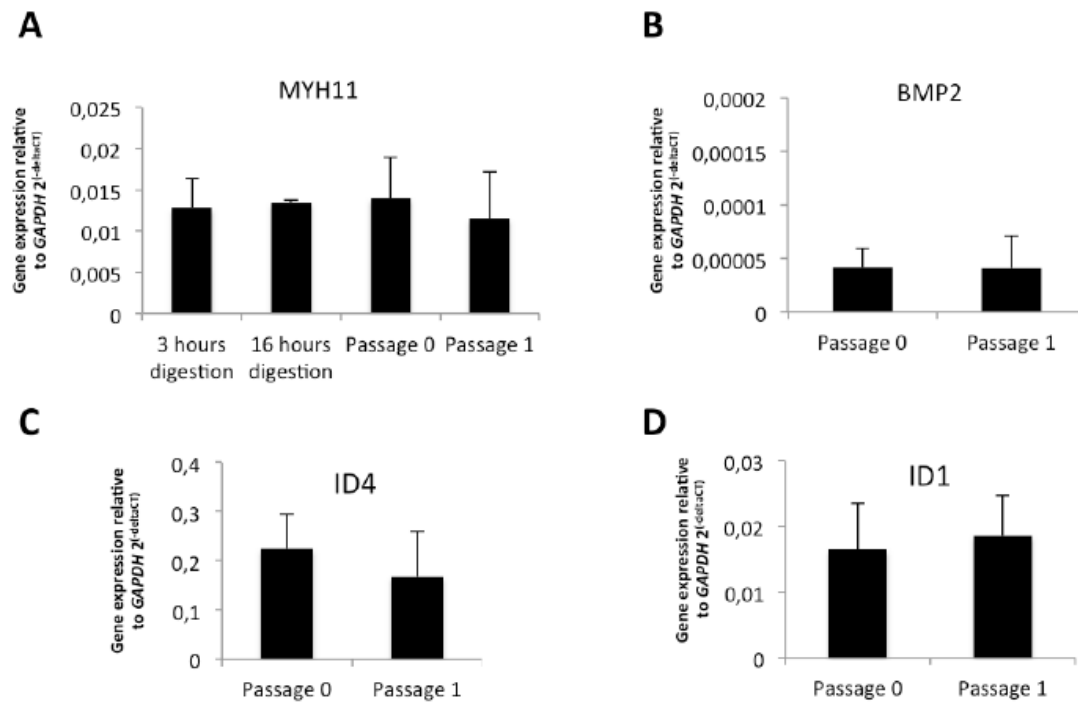 A
MYH11
Gene expression relative
to GAPDH 2(-deltaCT)
0,025
0,02
0,015
0,01
0,005
0
3 hours
digestion
16 hours
digestion
Passage 0
Passage 1
B
BMP2
Gene expression relative
to GAPDH 2(-deltaCT)
0,0002
0,00015
0,0001
0,00005
0
Passage 0
Passage 1
C
ID4
Gene expression relative
to GAPDH 2(-deltaCT)
0,4
0,3
0,2
0,1
0
Passage 0
Passage 1
D
ID1
Gene expression relative
to GAPDH 2(-deltaCT)
0,03
0,02
0,01
0
Passage 0
Passage 1